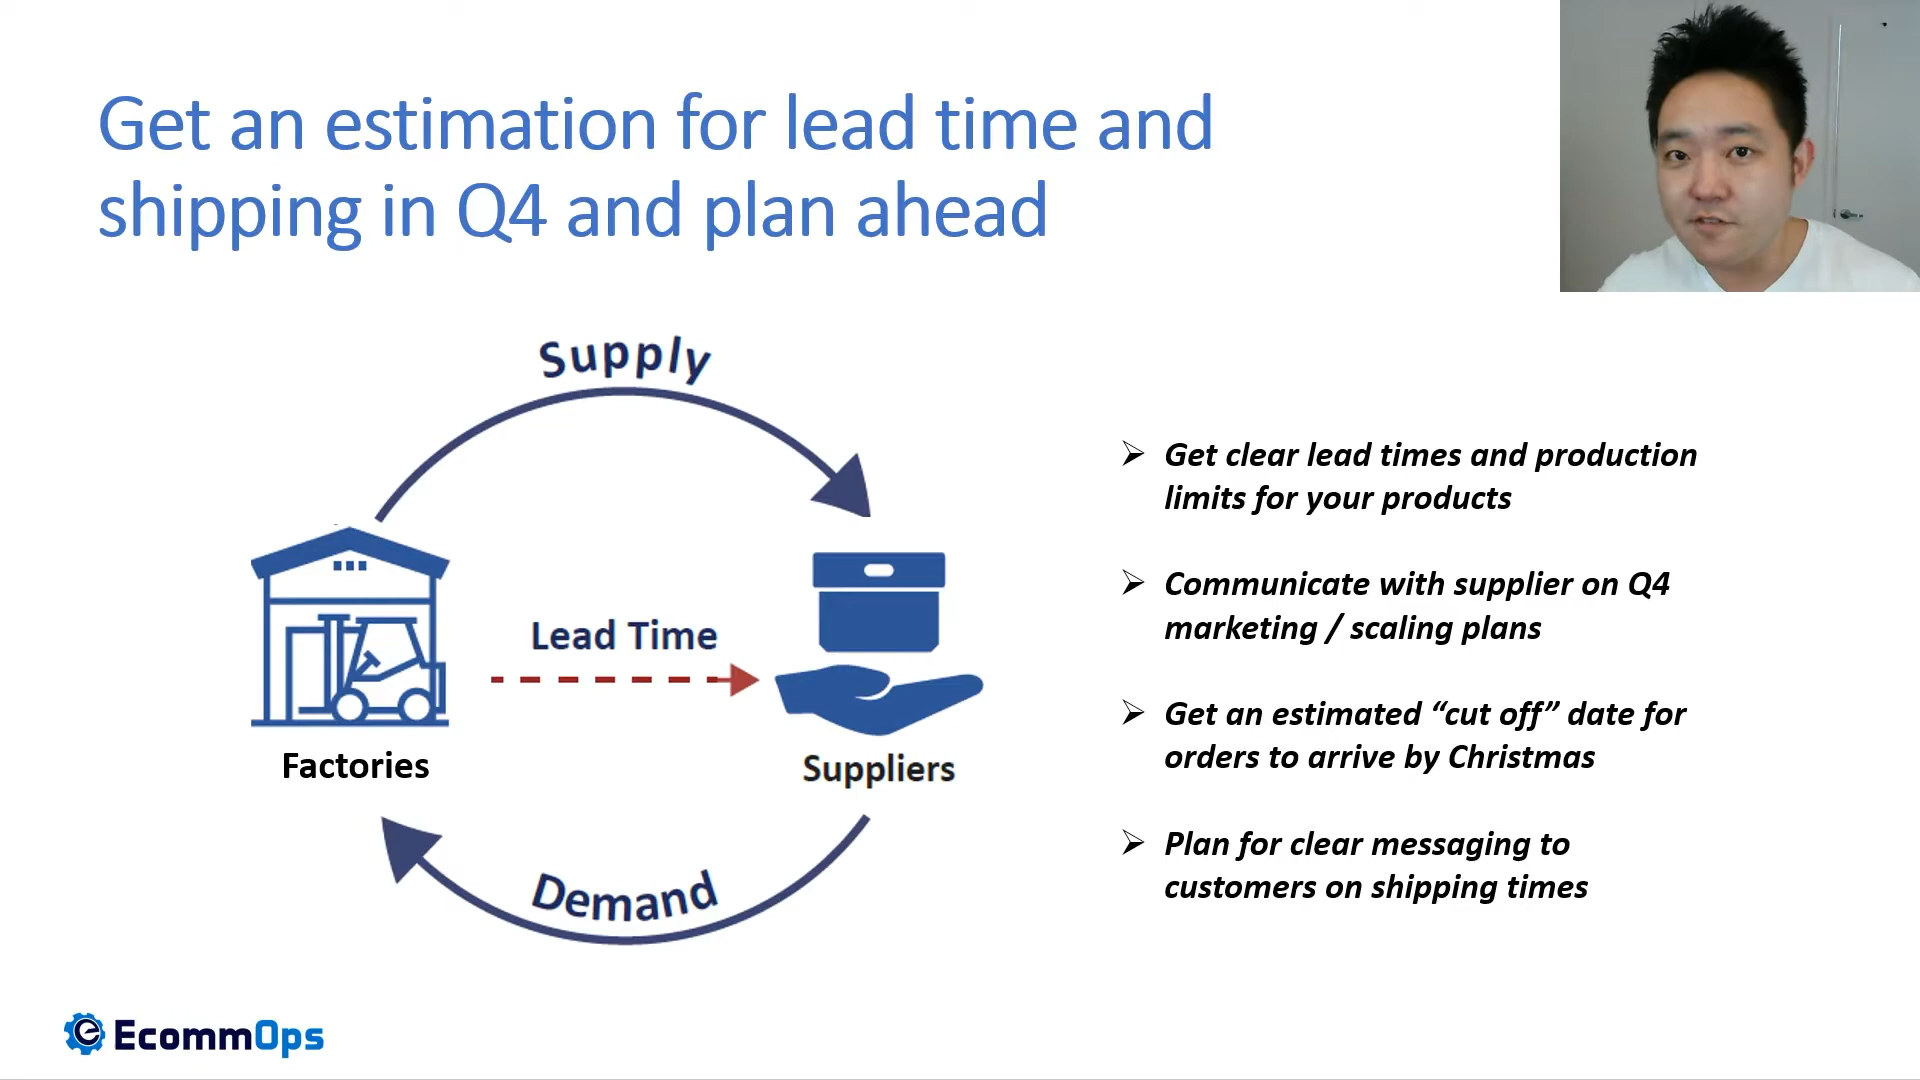 Get an estimation for lead time and
shipping in Q4 and plan ahead
Supply
Lead Time
Factories
Suppliers
Demand
Get clear lead times and production
limits for your products
Communicate with supplier on Q4
marketing / scaling plans
Get an estimated “cut off” date for
orders to arrive by Christmas
Plan for clear messaging to
customers on shipping times
EcommOps